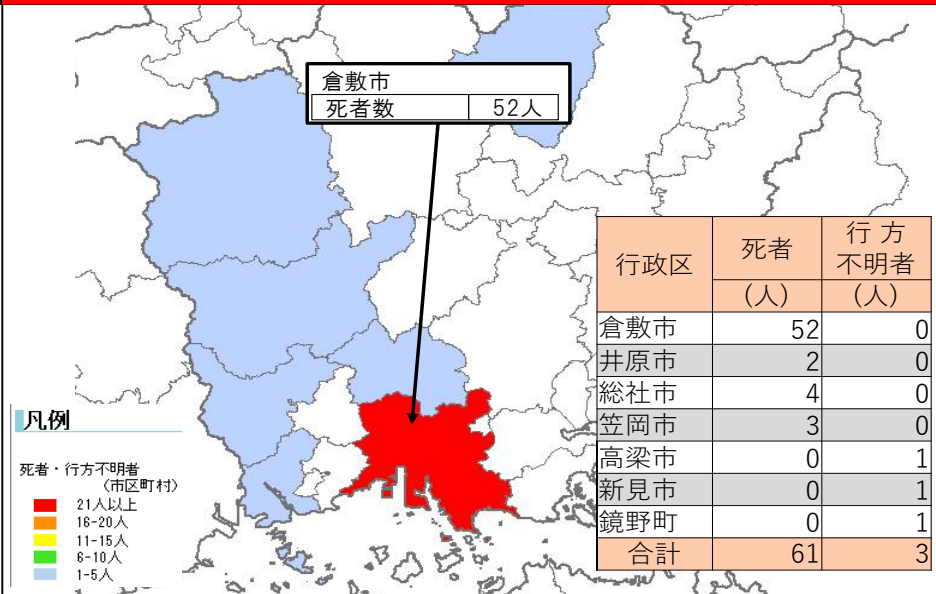 倉敷市
死者数 52人
行政区 死者 行 方
不明者
(人) (人)
倉敷市 52 0
井原市 2 0
総社市 4 0
笠岡市 3 0
高梁市 0 1
新見市 0 1
鏡野町 0 1
合計 61 3
凡例
死者・行方不明者
(市区町村)
21人以上
16-20人
11-15人
6-10人
1-5人